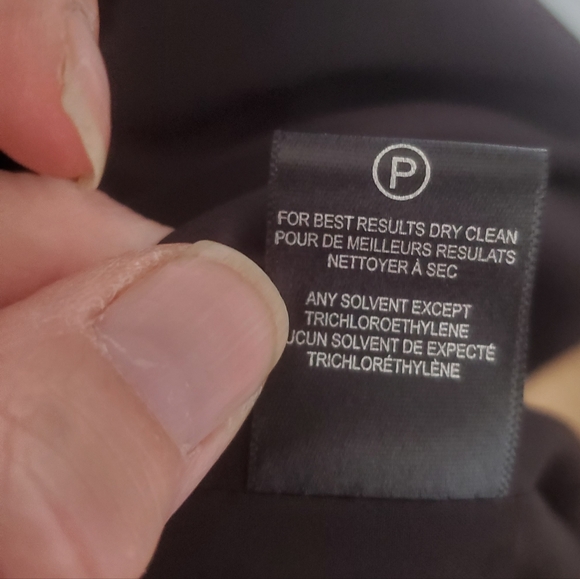 P
FOR BEST RESULTS DRY CLEAN
POUR DE MEILLEURS RESULATS
NETTOYER À SEC
ANY SOLVENT EXCEPT
TRICHLOROETHYLENE
UCUN SOLVENT DE EXPECTÉ
TRICHLORÉTHYLÈNE